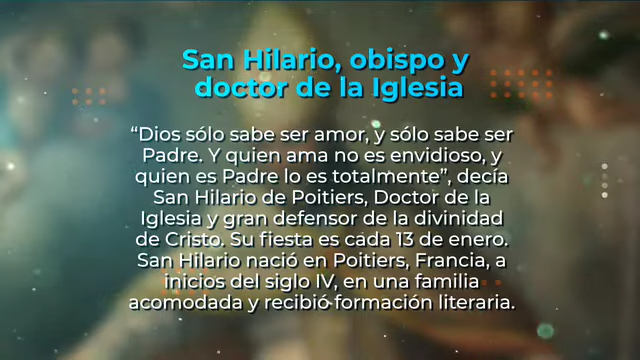 San Hilario, obispo y
doctor de la Iglesia
“Dios sólo sabe ser amor, y sólo sabe ser
Padre. Y quien ama no es envidioso, y
quien es Padre lo es totalmente”, decía
San Hilario de Poitiers, Doctor de la
Iglesia y gran defensor de la divinidad
de Cristo. Su fiesta es cada 13 de enero.
San Hilario nació en Poitiers, Francia, a
inicios del siglo IV, en una familia
acomodada y recibió formación literaria.